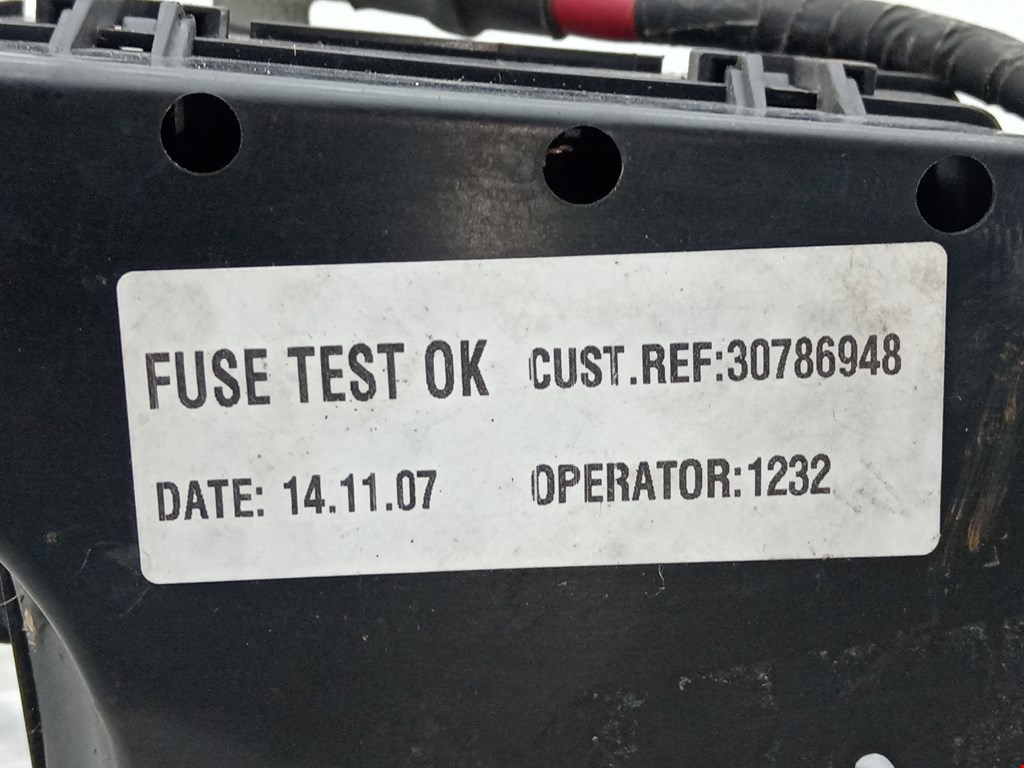 FUSE TEST OK CUST.REF:30786948
DATE: 14.11.07 OPERATOR:1232